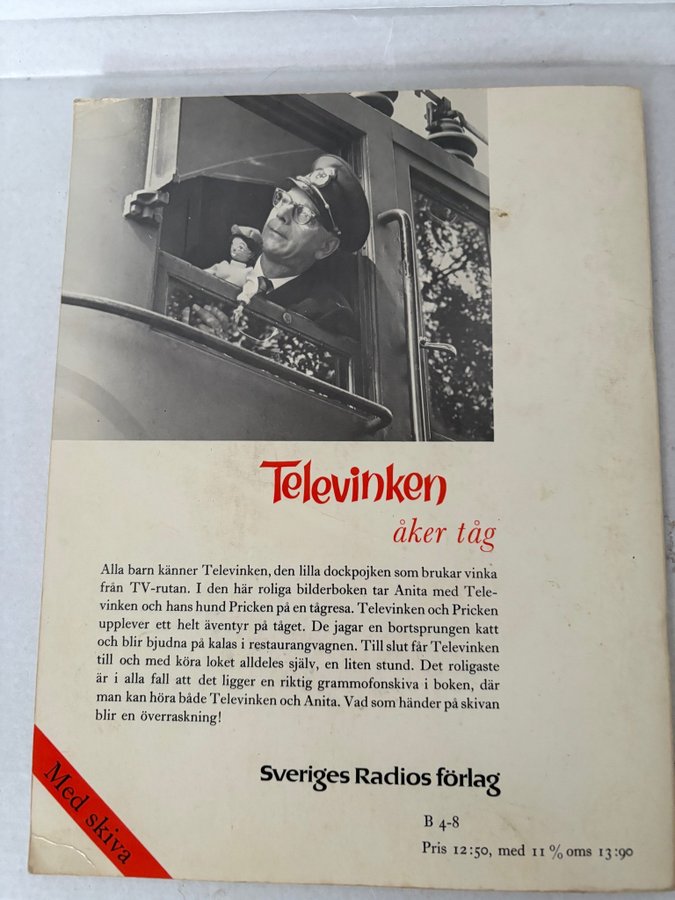 Televinken
åker tåg
Alla barn känner Televinken, den lilla dockpojken som brukar vinka
från TV-rutan. I den här roliga bilderboken tar Anita med Tele-
vinken och hans hund Pricken på en tågresa. Televinken och Pricken
upplever ett helt äventyr på tåget. De jagar en bortsprungen katt
och blir bjudna på kalas i restaurangvagnen. Till slut får Televinken
till och med köra loket alldeles själv, en liten stund. Det roligaste
är i alla fall att det ligger en riktig grammofonskiva i boken, där
man kan höra både Televinken och Anita. Vad som händer på skivan
blir en överraskning!
Sveriges Radios förlag
Med skiva
B 4-8
Pris 12:50, med 11 % oms 13:90